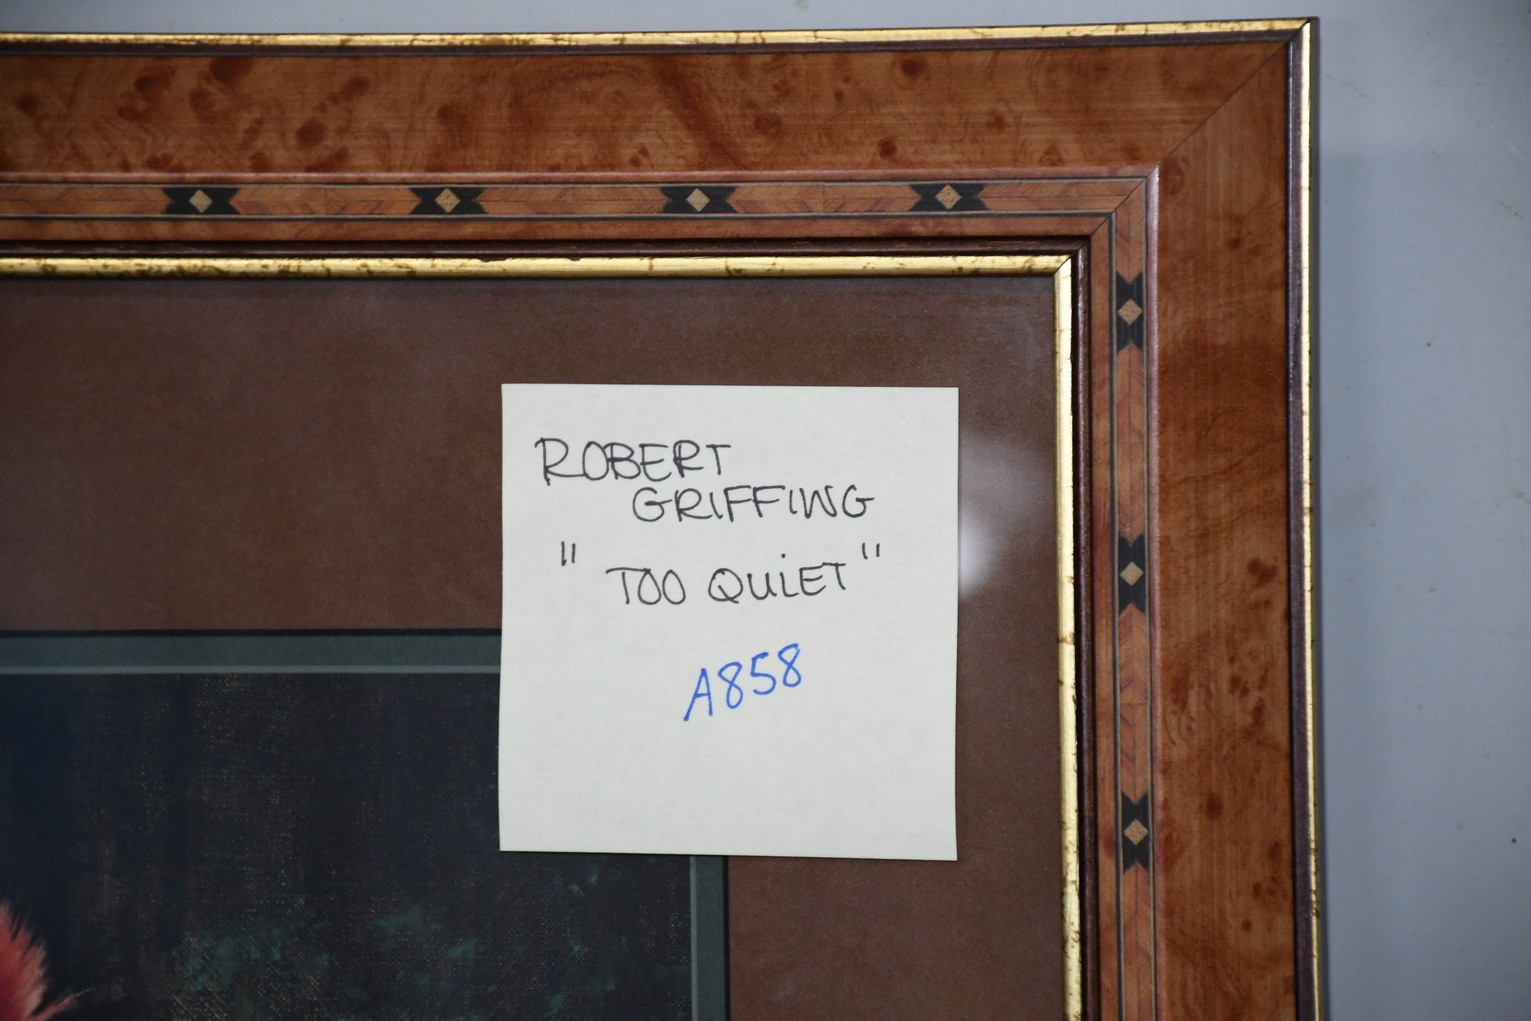 ROBERT
GRIFFING
" TOO QUIET "
A858